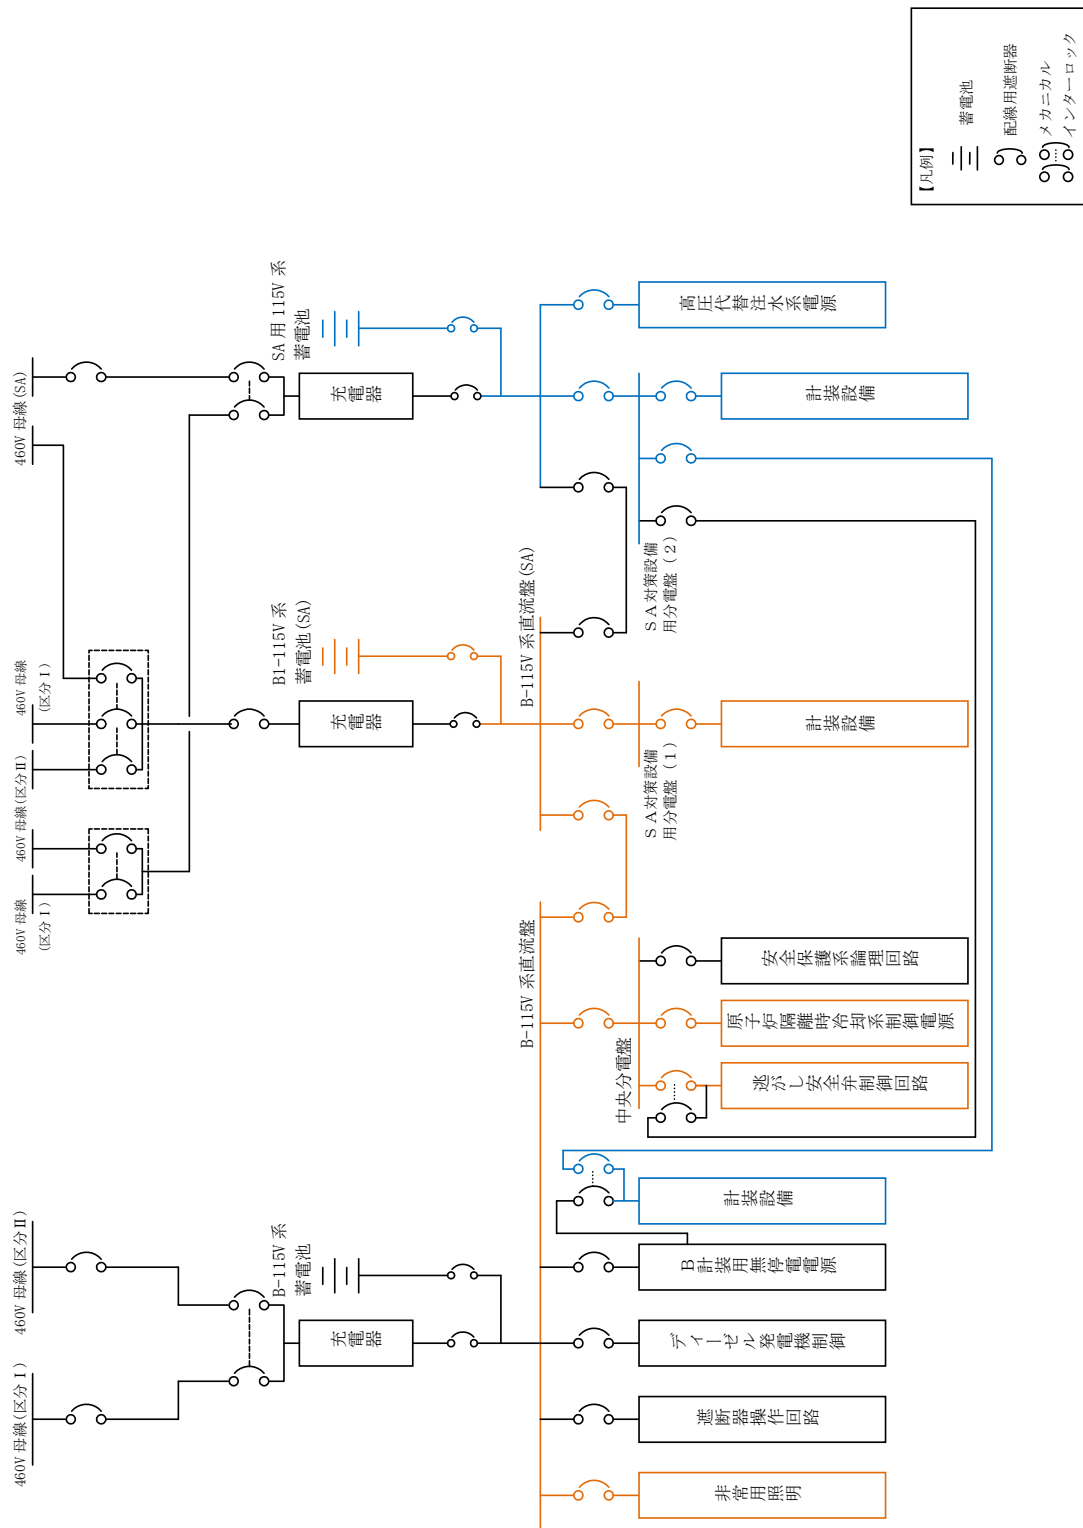 460V 母線(区分Ⅰ)
460V 母線(区分Ⅱ)
460V 母線
(区分Ⅰ)
460V 母線(区分Ⅱ)
460V 母線
(区分Ⅰ)
460V 母線(SA)
B-115V 系
蓄電池
B1-115V 系
蓄電池(SA)
SA 用 115V 系
蓄電池
充電器
充電器
充電器
B-115V 系直流盤
B-115V 系直流盤(SA)
中央分電盤
SA対策設備
用分電盤(1)
SA対策設備
用分電盤(2)
非常用照明
遮断器操作回路
ディーゼル発電機制御
B計装用無停電電源
計装設備
逃がし安全弁制御回路
原子炉隔離時冷却系制御電源
安全保護系論理回路
計装設備
計装設備
高圧代替注水系電源
【凡例】
蓄電池
配線用遮断器
メカニカル
インターロック